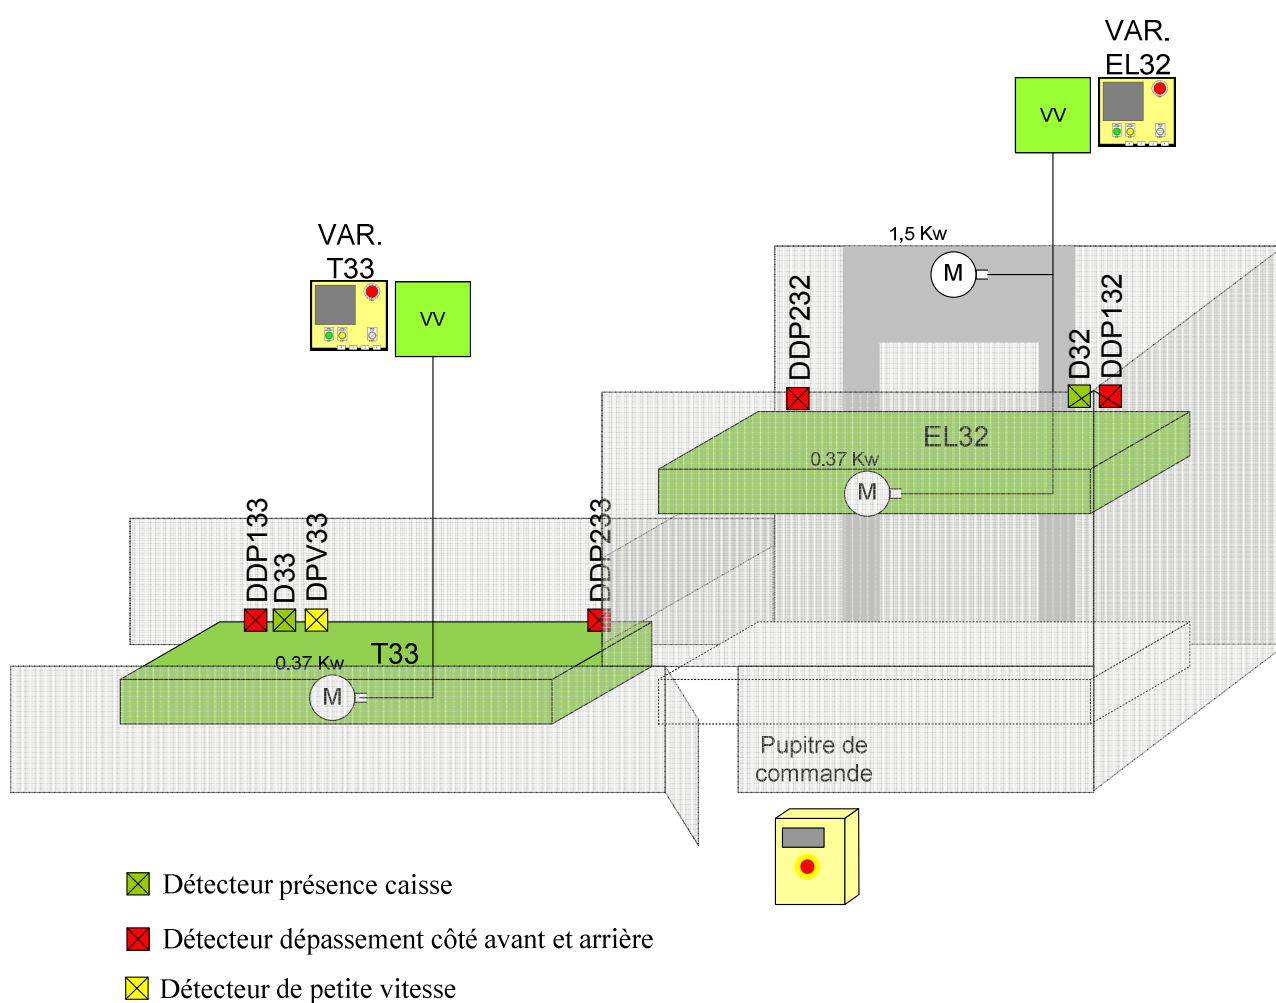 VAR.
EL32
VV
VAR.
T33
VV
1,5 Kw
M
DDP232
D32
DDP132
EL32
0.37 Kw
M
DDP133
D33
DPV33
DDP233
T33
0.37 Kw
M
Pupitre de
commande
Détecteur présence caisse
Détecteur dépassement côté avant et arrière
Détecteur de petite vitesse